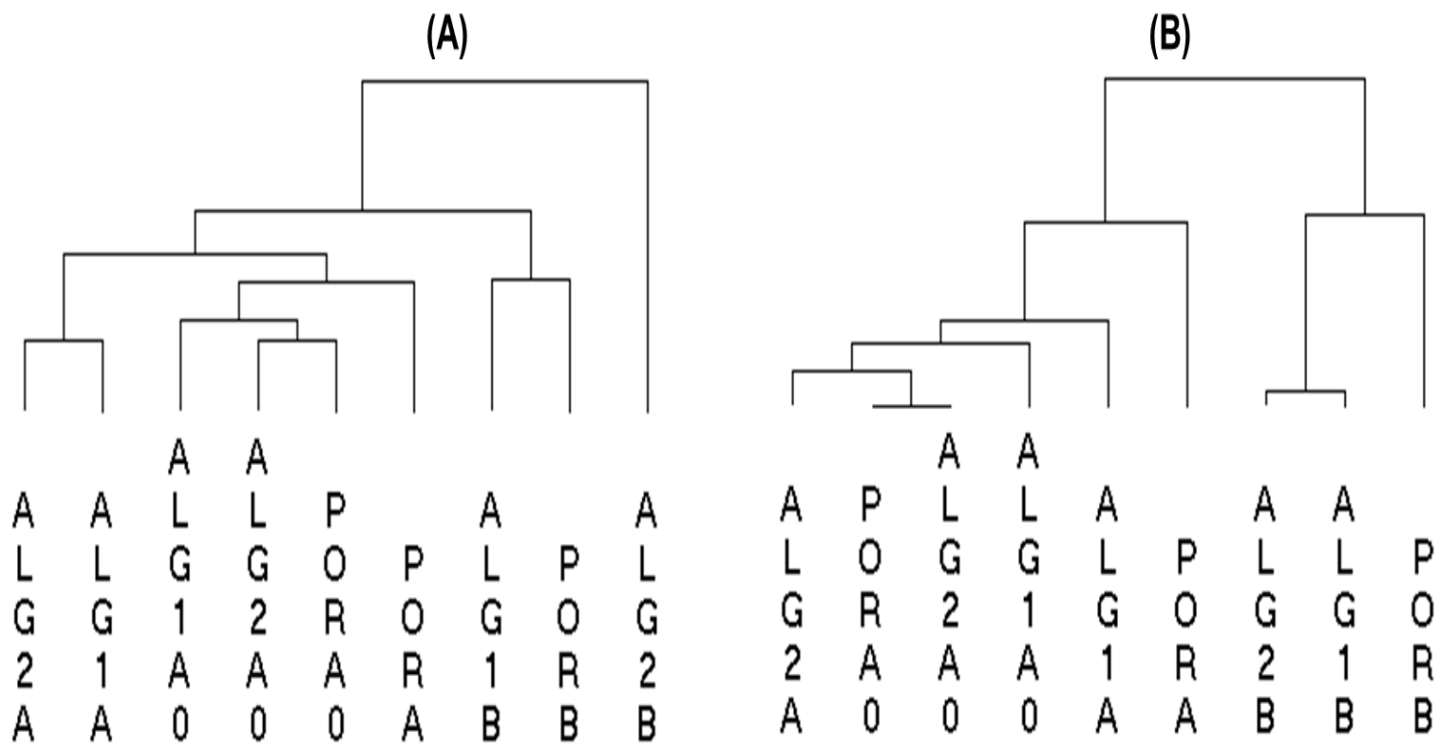 (A)
ALG2A
ALG1A
ALG1A0
ALG2A0
PORA0
PORA
ALG1B
PORB
ALG2B
(B)
ALG2A
PORA0
ALG2A0
ALG1A0
ALG1A
PORA
ALG2B
ALG1B
PORB